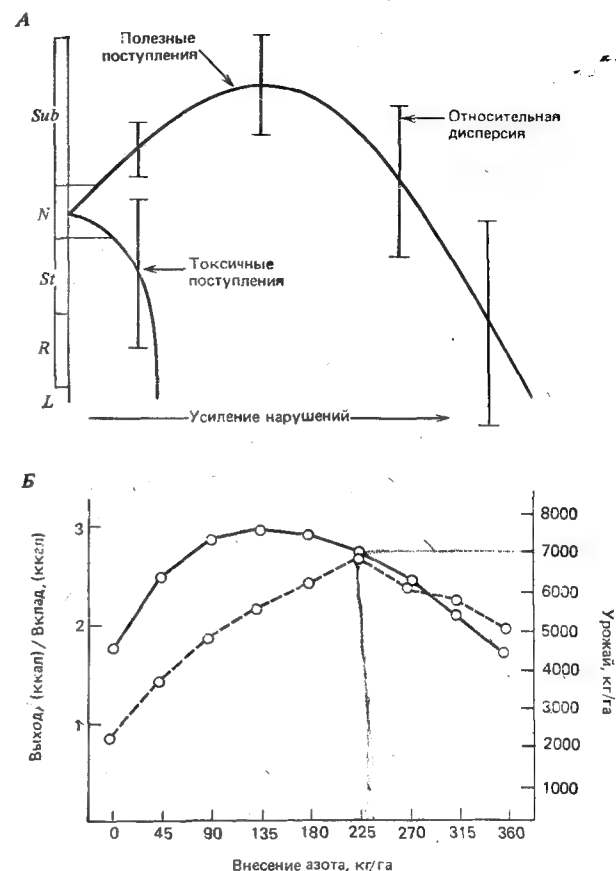 А
Полезные
поступления
Относительная
дисперсия
Sub
N
Токсичные
поступления
St
R
L
Усиление нарушений
Б
Выход, (ккал) / Вклад, (ккал)
3
2
1
8000
7000
6000
5000
4000
3000
2000
1000
Урожай, кг/га
0 45 90 135 180 225 270 315 360
Внесение азота, кг/га